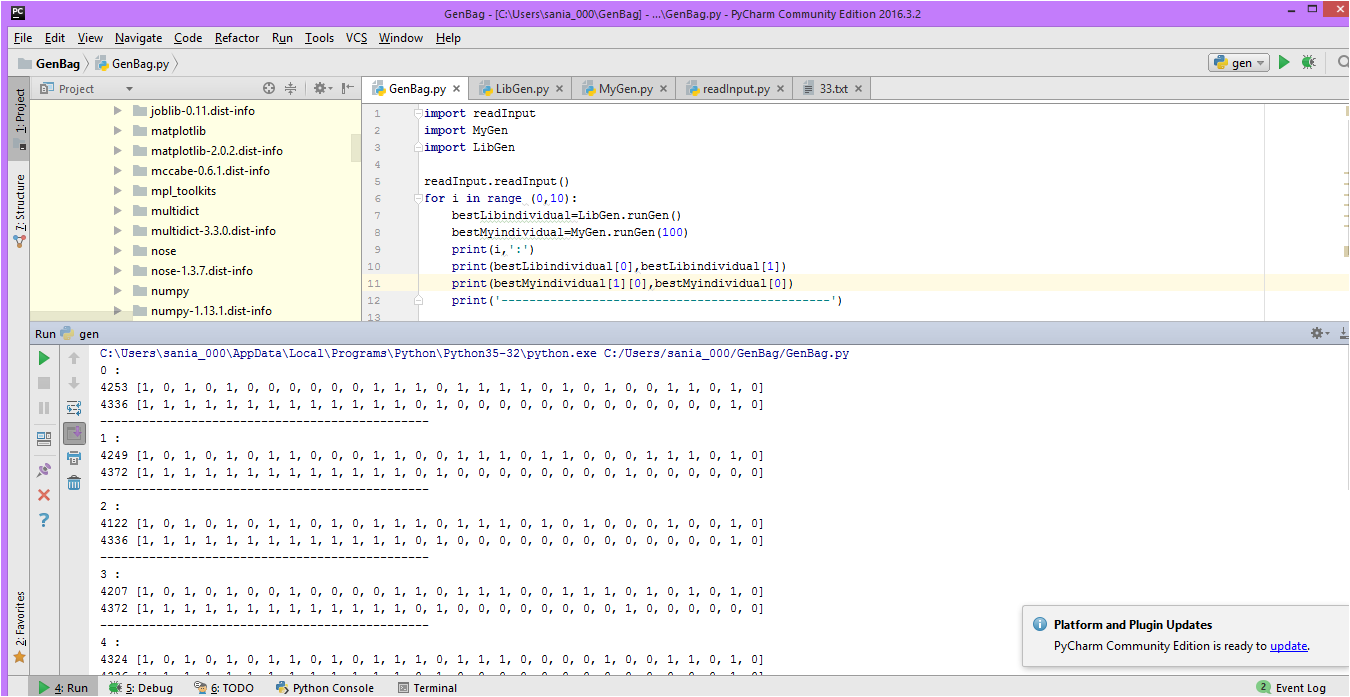 PC
GenBag - [C:\Users\sania_000\GenBag] - ...\GenBag.py - PyCharm Community Edition 2016.3.2
File Edit View Navigate Code Refactor Run Tools VCS Window Help
GenBag GenBag.py gen
1: Project
7: Structure
2: Favorites
Project
joblib-0.11.dist-info
matplotlib
matplotlib-2.0.2.dist-info
mccabe-0.6.1.dist-info
mpl_toolkits
multidict
multidict-3.3.0.dist-info
nose
nose-1.3.7.dist-info
numpy
numpy-1.13.1.dist-info
GenBag.py LibGen.py MyGen.py readInput.py 33.txt
1 import readInput
2 import MyGen
3 import LibGen
4
5 readInput.readInput()
6 for i in range (0,10):
7 bestLibindividual=LibGen.runGen()
8 bestMyindividual=MyGen.runGen(100)
9 print(i,':')
10 print(bestLibindividual[0],bestLibindividual[1])
11 print(bestMyindividual[1][0],bestMyindividual[0])
12 print('-----------------------------------------------')
13
Run gen
C:\Users\sania_000\AppData\Local\Programs\Python\Python35-32\python.exe C:/Users/sania_000/GenBag/GenBag.py
0 :
4253 [1, 0, 1, 0, 1, 0, 0, 0, 0, 0, 0, 1, 1, 1, 0, 1, 1, 1, 1, 0, 1, 0, 1, 0, 0, 1, 1, 0, 1, 0]
4336 [1, 1, 1, 1, 1, 1, 1, 1, 1, 1, 1, 1, 1, 0, 1, 0, 0, 0, 0, 0, 0, 0, 0, 0, 0, 0, 0, 0, 1, 0]
-----------------------------------------------
1 :
4249 [1, 0, 1, 0, 1, 0, 1, 1, 0, 0, 0, 1, 1, 0, 1, 0, 1, 1, 1, 0, 1, 1, 0, 0, 0, 1, 1, 1, 0, 1, 0]
4372 [1, 1, 1, 1, 1, 1, 1, 1, 1, 1, 1, 1, 1, 0, 1, 0, 0, 0, 0, 0, 0, 0, 0, 1, 0, 0, 0, 0, 0, 0]
-----------------------------------------------
2 :
4122 [1, 0, 1, 0, 1, 0, 1, 1, 0, 1, 0, 1, 1, 1, 0, 1, 1, 1, 0, 1, 0, 1, 0, 0, 0, 1, 0, 0, 1, 0]
4336 [1, 1, 1, 1, 1, 1, 1, 1, 1, 1, 1, 1, 1, 0, 1, 0, 0, 0, 0, 0, 0, 0, 0, 0, 0, 0, 0, 0, 1, 0]
-----------------------------------------------
3 :
4207 [1, 0, 1, 0, 1, 0, 0, 1, 0, 0, 0, 0, 1, 1, 0, 1, 1, 1, 0, 0, 1, 1, 1, 0, 1, 0, 1, 0, 1, 0]
4372 [1, 1, 1, 1, 1, 1, 1, 1, 1, 1, 1, 1, 1, 0, 1, 0, 0, 0, 0, 0, 0, 0, 0, 1, 0, 0, 0, 0, 0, 0]
-----------------------------------------------
4 :
4324 [1, 0, 1, 0, 1, 0, 1, 1, 0, 0, 1, 0, 1, 1, 0, 1, 1, 1, 0, 0, 0, 1, 0, 0, 1, 1, 0, 1, 0]
Platform and Plugin Updates
PyCharm Community Edition is ready to update.
4: Run 5: Debug 6: TODO Python Console Terminal 2 Event Log